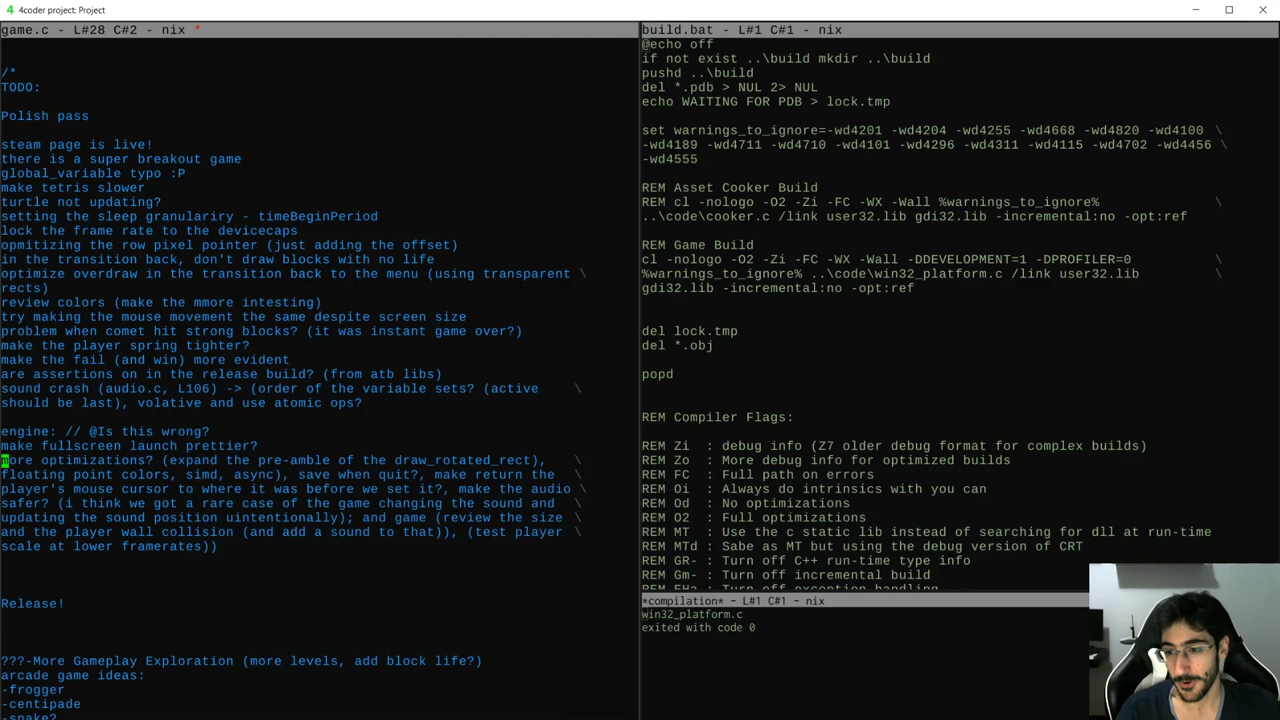 4coder project: Project
game.c - L#28 C#2 - nix *
/*
TODO:
Polish pass
steam page is live!
there is a super breakout game
global_variable typo :P
make tetris slower
turtle not updating?
setting the sleep granulariry - timeBeginPeriod
lock the frame rate to the devicecaps
opmitizing the row pixel pointer (just adding the offset)
in the transition back, don't draw blocks with no life
optimize overdraw in the transition back to the menu (using transparent \
rects)
review colors (make the mmore intesting)
try making the mouse movement the same despite screen size
problem when comet hit strong blocks? (it was instant game over?)
make the player spring tighter?
make the fail (and win) more evident
are assertions on in the release build? (from atb libs)
sound crash (audio.c, L106) -> (order of the variable sets? (active \
should be last), volative and use atomic ops?
engine: // @Is this wrong?
make fullscreen launch prettier?
more optimizations? (expand the pre-amble of the draw_rotated_rect), \
floating point colors, simd, async), save when quit?, make return the \
player's mouse cursor to where it was before we set it?, make the audio \
safer? (i think we got a rare case of the game changing the sound and \
updating the sound position uintentionally); and game (review the size \
and the player wall collision (and add a sound to that)), (test player \
scale at lower framerates))
Release!
???-More Gameplay Exploration (more levels, add block life?)
arcade game ideas:
-frogger
-centipade
-snake?
build.bat - L#1 C#1 - nix
@echo off
if not exist ..\build mkdir ..\build
pushd ..\build
del *.pdb > NUL 2> NUL
echo WAITING FOR PDB > lock.tmp
set warnings_to_ignore=-wd4201 -wd4204 -wd4255 -wd4668 -wd4820 -wd4100 \
-wd4189 -wd4711 -wd4710 -wd4101 -wd4296 -wd4311 -wd4115 -wd4702 -wd4456 \
-wd4555
REM Asset Cooker Build
REM cl -nologo -O2 -Zi -FC -WX -Wall %warnings_to_ignore% \
..\code\cooker.c /link user32.lib gdi32.lib -incremental:no -opt:ref
REM Game Build
cl -nologo -O2 -Zi -FC -WX -Wall -DDEVELOPMENT=1 -DPROFILER=0 \
%warnings_to_ignore% ..\code\win32_platform.c /link user32.lib \
gdi32.lib -incremental:no -opt:ref
del lock.tmp
del *.obj
popd
REM Compiler Flags:
REM Zi  : debug info (Z7 older debug format for complex builds)
REM Zo  : More debug info for optimized builds
REM FC  : Full path on errors
REM Oi  : Always do intrinsics with you can
REM Od  : No optimizations
REM O2  : Full optimizations
REM MT  : Use the c static lib instead of searching for dll at run-time
REM MTd : Sabe as MT but using the debug version of CRT
REM GR- : Turn off C++ run-time type info
REM Gm- : Turn off incremental build
REM EHa : Turn off exception handling
*compilation* - L#1 C#1 - nix
win32_platform.c
exited with code 0